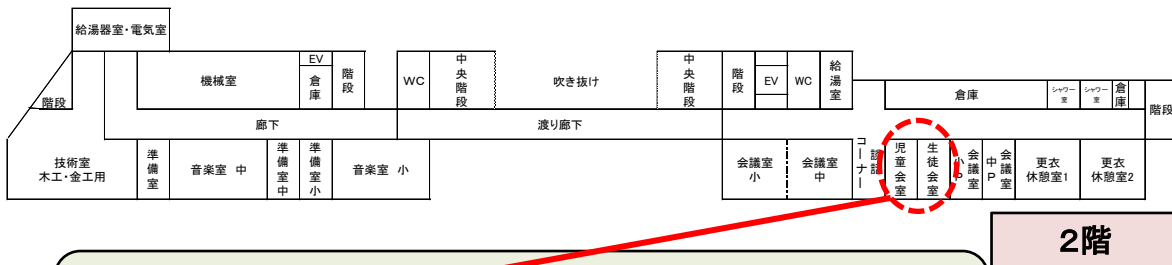 給湯器室・電気室
階段
機械室
EV
倉庫
階段
WC
中央階段
吹き抜け
中央階段
階段
EV
WC
給湯室
倉庫
シャワー室
シャワー室
倉庫
階段
廊下
渡り廊下
技術室
木工・金工用
準備室
音楽室 中
準備室中
準備室小
音楽室 小
会議室
小
会議室
中
談話コーナー
児童会室
生徒会室
会議室
小P
会議室
中P
更衣
休憩室1
更衣
休憩室2
2階